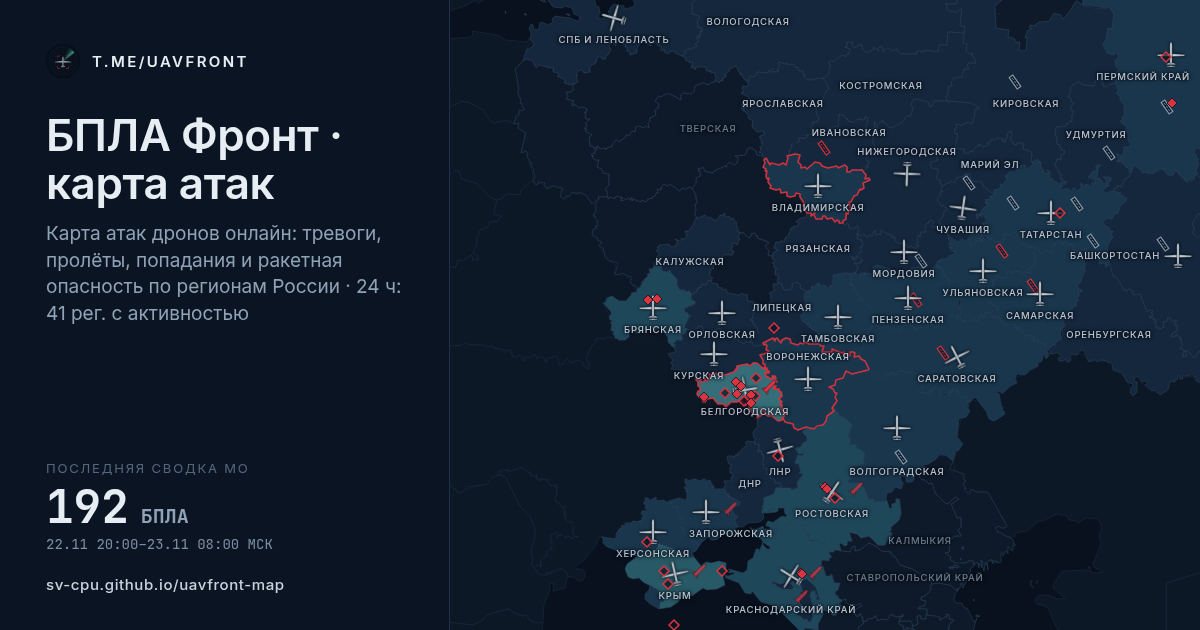 T.ME/UAVFRONT
БПЛА Фронт ·
карта атак
Карта атак дронов онлайн: тревоги,
пролёты, попадания и ракетная
опасность по регионам России · 24 ч:
41 рег. с активностью
ПОСЛЕДНЯЯ СВОДКА МО
192 БПЛА
22.11 20:00–23.11 08:00 МСК
sv-cpu.github.io/uavfront-map
ВОЛОГОДСКАЯ
СПБ И ЛЕНОБЛАСТЬ
ПЕРМСКИЙ КРАЙ
КОСТРОМСКАЯ
ЯРОСЛАВСКАЯ
КИРОВСКАЯ
ТВЕРСКАЯ
ИВАНОВСКАЯ
УДМУРТИЯ
НИЖЕГОРОДСКАЯ
МАРИЙ ЭЛ
ВЛАДИМИРСКАЯ
ЧУВАШИЯ
ТАТАРСТАН
РЯЗАНСКАЯ
БАШКОРТОСТАН
КАЛУЖСКАЯ
МОРДОВИЯ
УЛЬЯНОВСКАЯ
ЛИПЕЦКАЯ
САМАРСКАЯ
ПЕНЗЕНСКАЯ
БРЯНСКАЯ
ОРЛОВСКАЯ
ТАМБОВСКАЯ
ОРЕНБУРГСКАЯ
ВОРОНЕЖСКАЯ
КУРСКАЯ
САРАТОВСКАЯ
БЕЛГОРОДСКАЯ
ЛНР
ВОЛГОГРАДСКАЯ
ДНР
РОСТОВСКАЯ
ЗАПОРОЖСКАЯ
КАЛМЫКИЯ
ХЕРСОНСКАЯ
СТАВРОПОЛЬСКИЙ КРАЙ
КРЫМ
КРАСНОДАРСКИЙ КРАЙ